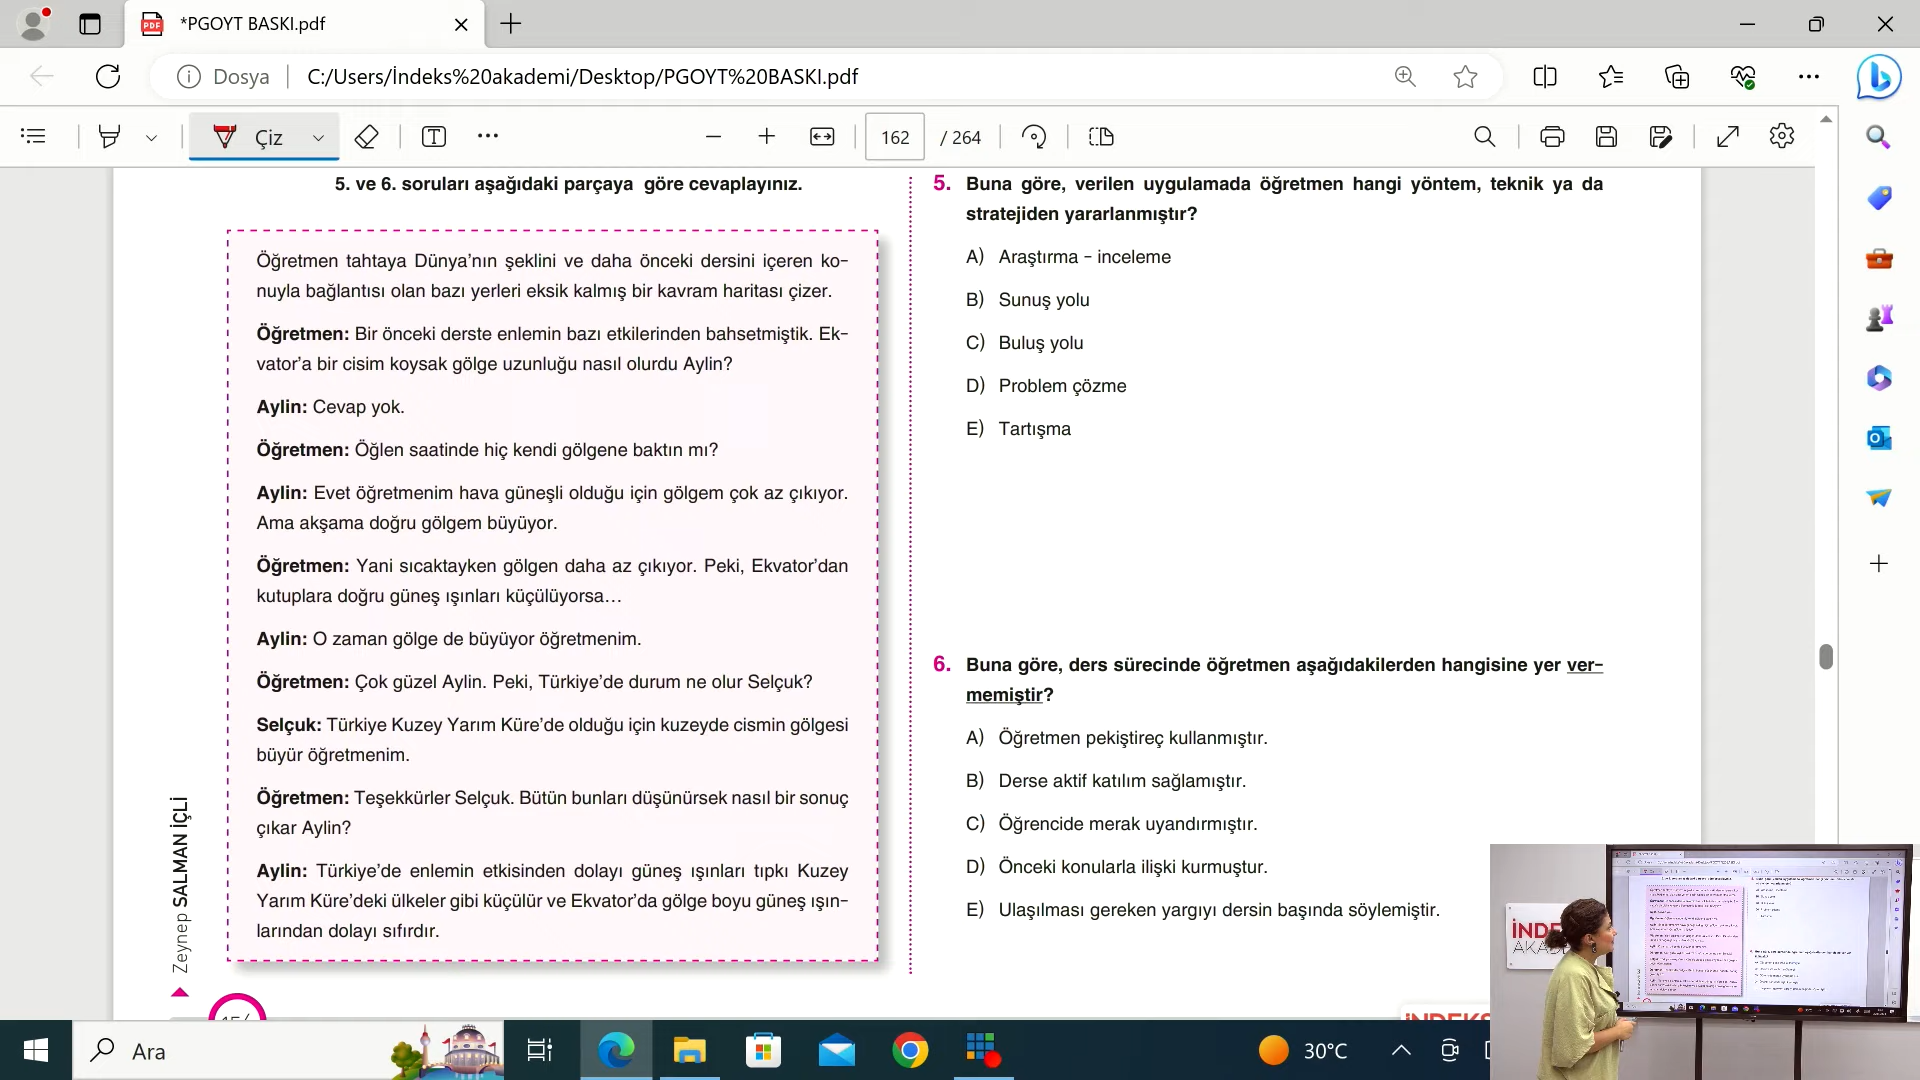 *PGOYT BASKI.pdf
Dosya
C:/Users/İndeks%20akademi/Desktop/PGOYT%20BASKI.pdf
Çiz
162 / 264
5. ve 6. soruları aşağıdaki parçaya göre cevaplayınız.
Öğretmen tahtaya Dünya’nın şeklini ve daha önceki dersini içeren ko-
nuyla bağlantısı olan bazı yerleri eksik kalmış bir kavram haritası çizer.
Öğretmen: Bir önceki derste enlemin bazı etkilerinden bahsetmiştik. Ek-
vator’a bir cisim koysak gölge uzunluğu nasıl olurdu Aylin?
Aylin: Cevap yok.
Öğretmen: Öğlen saatinde hiç kendi gölgene baktın mı?
Aylin: Evet öğretmenim hava güneşli olduğu için gölgem çok az çıkıyor.
Ama akşama doğru gölgem büyüyor.
Öğretmen: Yani sıcaktayken gölgen daha az çıkıyor. Peki, Ekvator’dan
kutuplara doğru güneş ışınları küçülüyorsa…
Aylin: O zaman gölge de büyüyor öğretmenim.
Öğretmen: Çok güzel Aylin. Peki, Türkiye’de durum ne olur Selçuk?
Selçuk: Türkiye Kuzey Yarım Küre’de olduğu için kuzeyde cismin gölgesi
büyür öğretmenim.
Öğretmen: Teşekkürler Selçuk. Bütün bunları düşünürsek nasıl bir sonuç
çıkar Aylin?
Aylin: Türkiye’de enlemin etkisinden dolayı güneş ışınları tıpkı Kuzey
Yarım Küre’deki ülkeler gibi küçülür ve Ekvator’da gölge boyu güneş ışın-
larından dolayı sıfırdır.
Zeynep SALMAN İÇLİ
5. Buna göre, verilen uygulamada öğretmen hangi yöntem, teknik ya da
stratejiden yararlanmıştır?
A) Araştırma - inceleme
B) Sunuş yolu
C) Buluş yolu
D) Problem çözme
E) Tartışma
6. Buna göre, ders sürecinde öğretmen aşağıdakilerden hangisine yer ver-
memiştir?
A) Öğretmen pekiştireç kullanmıştır.
B) Derse aktif katılım sağlamıştır.
C) Öğrencide merak uyandırmıştır.
D) Önceki konularla ilişki kurmuştur.
E) Ulaşılması gereken yargıyı dersin başında söylemiştir.
Ara
30°C